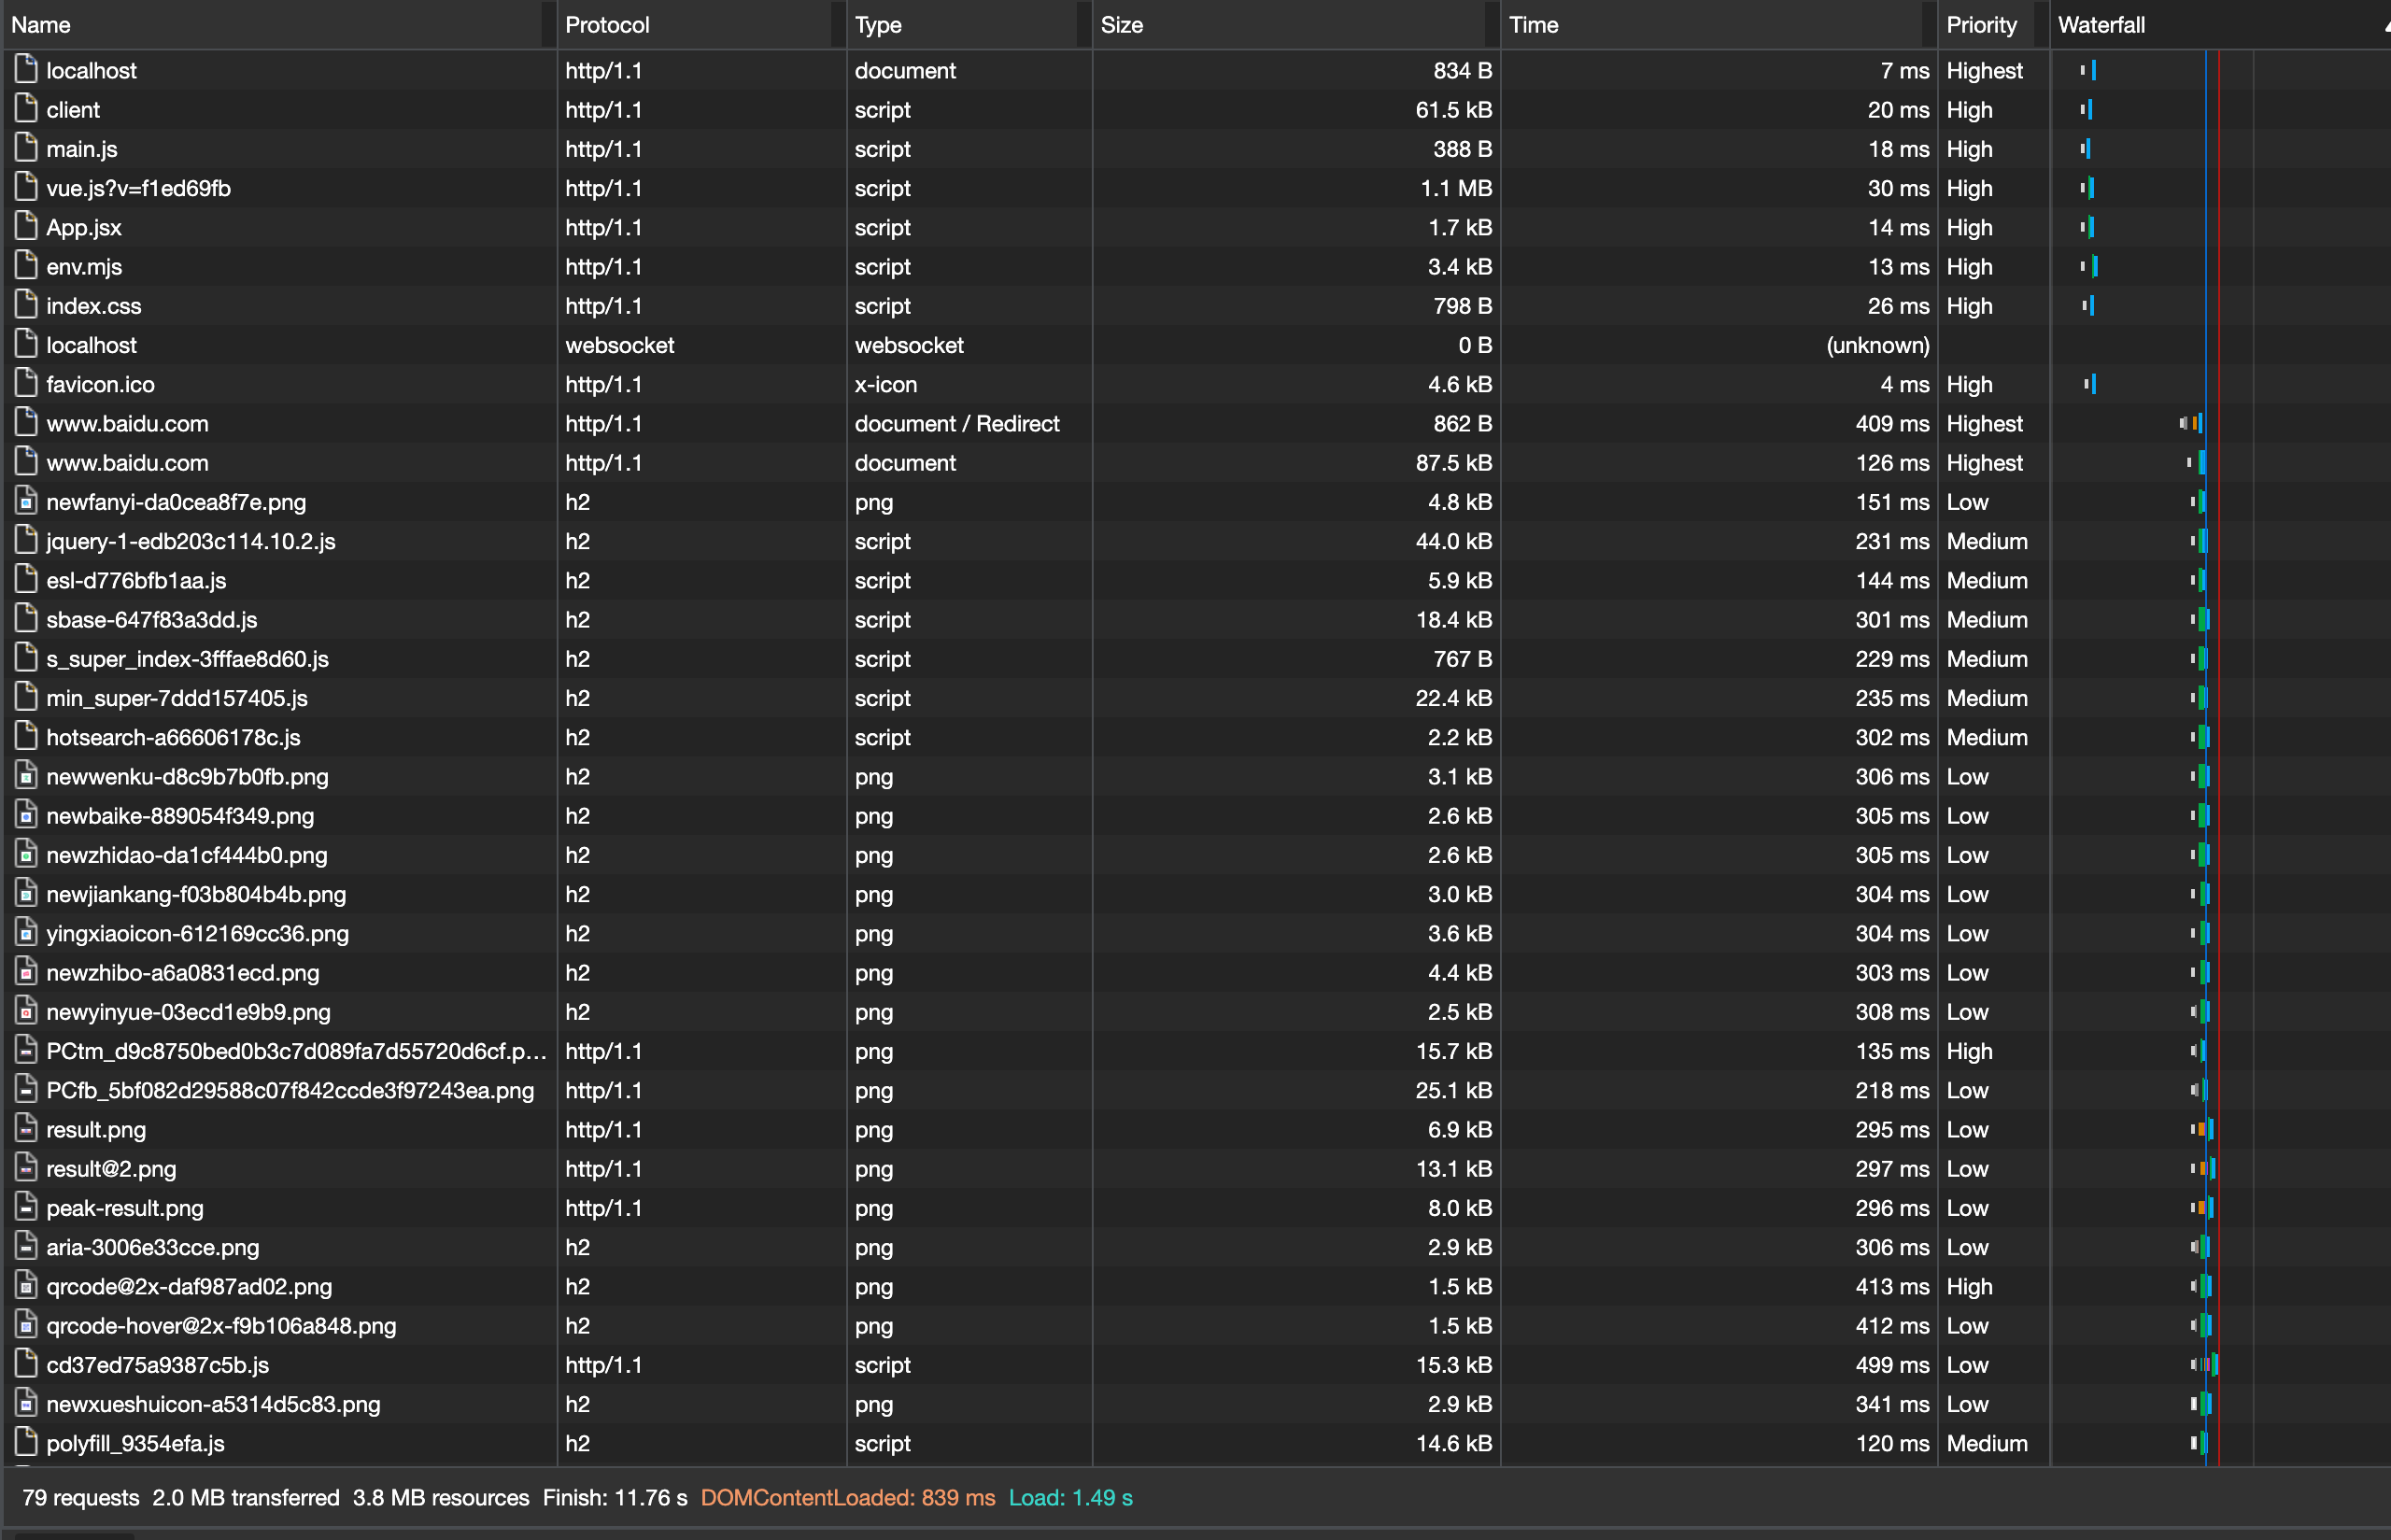 Name Protocol Type Size Time Priority Waterfall
localhost http/1.1 document 834 B 7 ms Highest
client http/1.1 script 61.5 kB 20 ms High
main.js http/1.1 script 388 B 18 ms High
vue.js?v=f1ed69fb http/1.1 script 1.1 MB 30 ms High
App.jsx http/1.1 script 1.7 kB 14 ms High
env.mjs http/1.1 script 3.4 kB 13 ms High
index.css http/1.1 script 798 B 26 ms High
localhost websocket websocket 0 B (unknown)
favicon.ico http/1.1 x-icon 4.6 kB 4 ms High
www.baidu.com http/1.1 document / Redirect 862 B 409 ms Highest
www.baidu.com http/1.1 document 87.5 kB 126 ms Highest
newfanyi-da0cea8f7e.png h2 png 4.8 kB 151 ms Low
jquery-1-edb203c114.10.2.js h2 script 44.0 kB 231 ms Medium
esl-d776bfb1aa.js h2 script 5.9 kB 144 ms Medium
sbase-647f83a3dd.js h2 script 18.4 kB 301 ms Medium
s_super_index-3fffae8d60.js h2 script 767 B 229 ms Medium
min_super-7ddd157405.js h2 script 22.4 kB 235 ms Medium
hotsearch-a66606178c.js h2 script 2.2 kB 302 ms Medium
newwenku-d8c9b7b0fb.png h2 png 3.1 kB 306 ms Low
newbaike-889054f349.png h2 png 2.6 kB 305 ms Low
newzhidao-da1cf444b0.png h2 png 2.6 kB 305 ms Low
newjiankang-f03b804b4b.png h2 png 3.0 kB 304 ms Low
yingxiaoicon-612169cc36.png h2 png 3.6 kB 304 ms Low
newzhibo-a6a0831ecd.png h2 png 4.4 kB 303 ms Low
newyinyue-03ecd1e9b9.png h2 png 2.5 kB 308 ms Low
PCtm_d9c8750bed0b3c7d089fa7d55720d6cf.p… http/1.1 png 15.7 kB 135 ms High
PCfb_5bf082d29588c07f842ccde3f97243ea.png http/1.1 png 25.1 kB 218 ms Low
result.png http/1.1 png 6.9 kB 295 ms Low
result@2.png http/1.1 png 13.1 kB 297 ms Low
peak-result.png http/1.1 png 8.0 kB 296 ms Low
aria-3006e33cce.png h2 png 2.9 kB 306 ms Low
qrcode@2x-daf987ad02.png h2 png 1.5 kB 413 ms High
qrcode-hover@2x-f9b106a848.png h2 png 1.5 kB 412 ms Low
cd37ed75a9387c5b.js http/1.1 script 15.3 kB 499 ms Low
newxueshuicon-a5314d5c83.png h2 png 2.9 kB 341 ms Low
polyfill_9354efa.js h2 script 14.6 kB 120 ms Medium
79 requests 2.0 MB transferred 3.8 MB resources Finish: 11.76 s DOMContentLoaded: 839 ms Load: 1.49 s